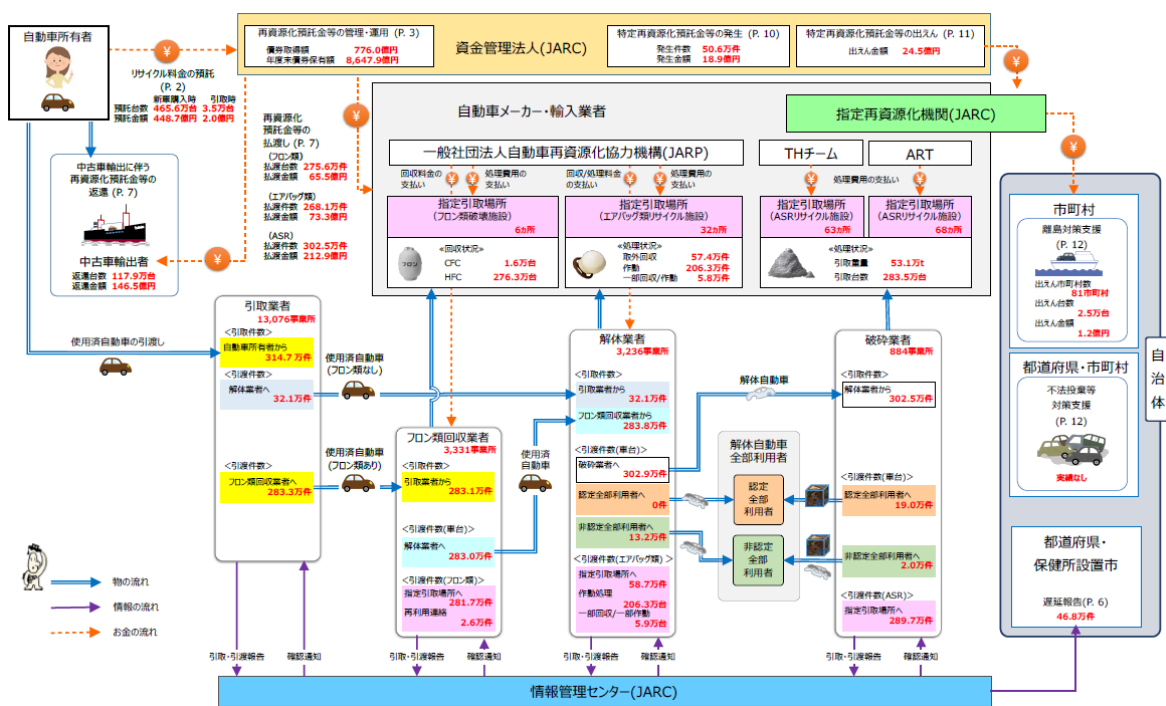 自動車所有者
リサイクル料金の預託
(P. 2)
新車購入時 引取時
預託台数 465.6万台 3.5万台
預託金額 448.7億円 2.0億円
資金管理法人(JARC)
再資源化預託金等の管理・運用 (P. 3)
債券取得額 776.0億円
年度末債券保有額 8,647.9億円
特定再資源化預託金等の発生 (P. 10)
発生件数 50.6万件
発生金額 18.9億円
特定再資源化預託金等の出えん (P. 11)
出えん金額 24.5億円
¥
¥
¥
¥
¥
中古車輸出に伴う
再資源化預託金等の
返還 (P. 7)
中古車輸出者
返還台数 117.9万台
返還金額 146.5億円
再資源化
預託金等の
払渡し (P. 7)
(フロン類)
払渡台数 275.6万件
払渡金額 65.5億円
(エアバッグ類)
払渡件数 268.1万件
払渡金額 73.3億円
(ASR)
払渡件数 302.5万件
払渡金額 212.9億円
自動車メーカー・輸入業者
指定再資源化機関(JARC)
一般社団法人自動車再資源化協力機構(JARP)
THチーム
ART
回収料金の
支払い
¥
¥
処理費用の
支払い
回収/処理料金
の支払い
¥
¥
処理費用の
支払い
¥
処理費用の支払い
¥
指定引取場所
(フロン類破壊施設)
6ヵ所
フロン
≪回収状況≫
CFC 1.6万台
HFC 276.3万台
指定引取場所
(エアバッグ類リサイクル施設)
32ヵ所
≪処理状況≫
取外回収 57.4万件
作動 206.3万件
一部回収/作動 5.8万件
指定引取場所
(ASRリサイクル施設)
63ヵ所
指定引取場所
(ASRリサイクル施設)
68ヵ所
≪処理状況≫
引取重量 53.1万t
引取台数 283.5万台
使用済自動車の引渡し
引取業者
13,076事業所
<引取件数>
自動車所有者から
314.7万件
<引渡件数>
解体業者へ
32.1万件
<引渡件数>
フロン類回収業者へ
283.3万件
使用済自動車
(フロン類なし)
使用済自動車
(フロン類あり)
フロン類回収業者
3,331事業所
<引取件数>
引取業者から
283.1万件
<引渡件数(車台)>
解体業者へ
283.0万件
<引渡件数(フロン類)>
指定引取場所へ
281.7万件
再利用連絡
2.6万件
使用済
自動車
解体業者
3,236事業所
<引取件数>
引取業者から
32.1万件
フロン類回収業者から
283.8万件
<引渡件数(車台)>
破砕業者へ
302.9万件
認定全部利用者へ
0件
非認定全部利用者へ
13.2万件
<引渡件数(エアバッグ類)>
指定引取場所へ
58.7万件
作動処理
206.3万台
一部回収/一部作動
5.9万台
解体自動車
解体自動車
全部利用者
認定
全部
利用者
非認定
全部
利用者
破砕業者
884事業所
<引取件数>
解体業者から
302.5万件
<引渡件数(車台)>
認定全部利用者へ
19.0万件
非認定全部利用者へ
2.0万件
<引渡件数(ASR)>
指定引取場所へ
289.7万件
市町村
離島対策支援
(P. 12)
出えん市町村数
81市町村
出えん台数
2.5万台
出えん金額
1.2億円
都道府県・市町村
不法投棄等
対策支援
(P. 12)
実績なし
都道府県・
保健所設置市
遅延報告(P. 6)
46.8万件
自治体
物の流れ
情報の流れ
お金の流れ
引取・引渡報告 確認通知
引取・引渡報告 確認通知
引取・引渡報告 確認通知
引取・引渡報告 確認通知
情報管理センター(JARC)